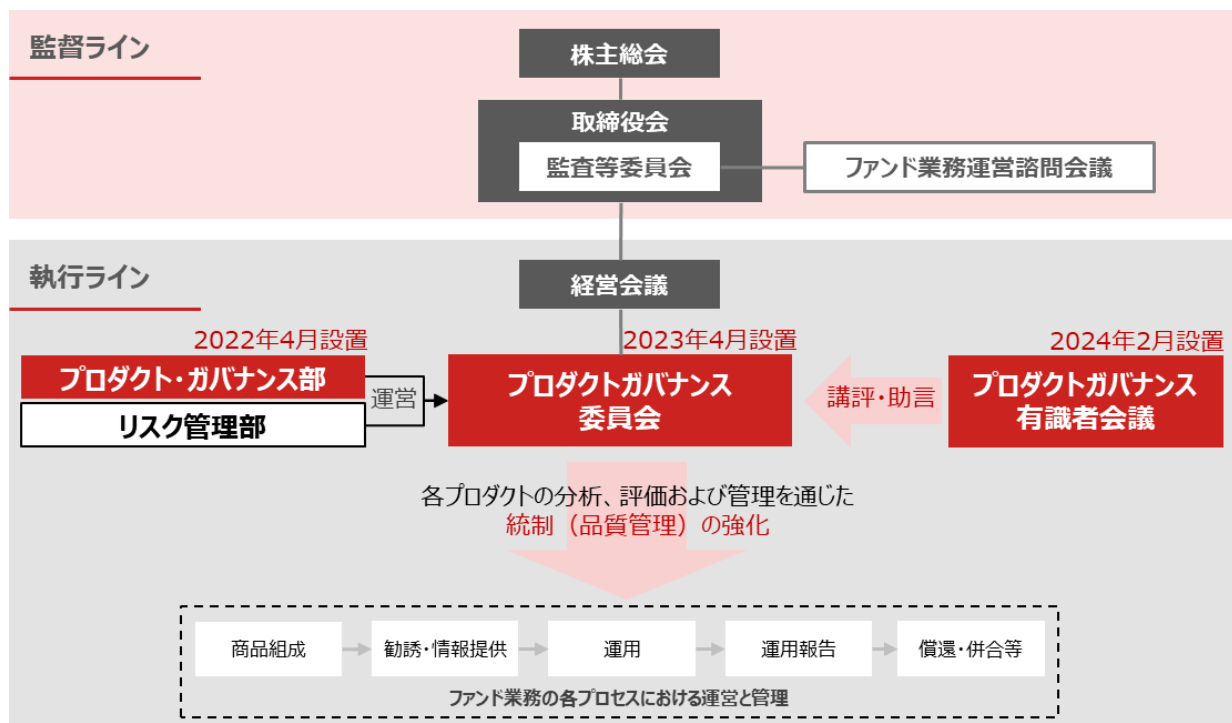 監督ライン
株主総会
取締役会
監査等委員会
ファンド業務運営諮問会議
執行ライン
経営会議
2022年4月設置
プロダクト・ガバナンス部
リスク管理部
運営
2023年4月設置
プロダクトガバナンス
委員会
講評・助言
2024年2月設置
プロダクトガバナンス
有識者会議
各プロダクトの分析、評価および管理を通じた
統制（品質管理）の強化
商品組成
勧誘・情報提供
運用
運用報告
償還・併合等
ファンド業務の各プロセスにおける運営と管理